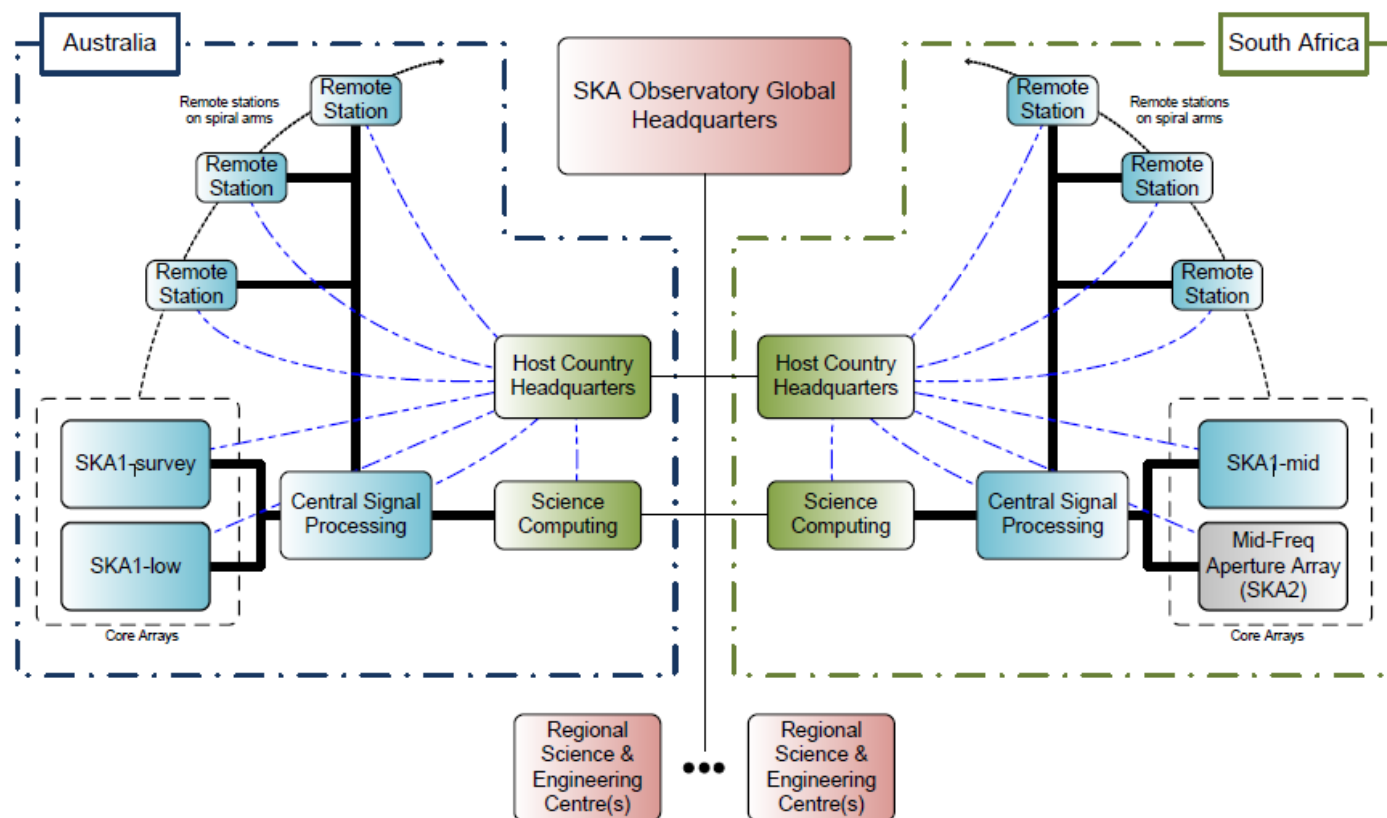 Australia
SKA Observatory Global
Headquarters
South Africa
Remote
Station
Remote stations
on spiral arms
Remote
Station
Remote
Station
Remote
Station
Remote stations
on spiral arms
Remote
Station
Remote
Station
Host Country
Headquarters
Host Country
Headquarters
SKA1-survey
SKA1-low
Core Arrays
Central Signal
Processing
Science
Computing
Science
Computing
Central Signal
Processing
SKA1-mid
Mid-Freq
Aperture Array
(SKA2)
Core Arrays
Regional
Science &
Engineering
Centre(s)
Regional
Science &
Engineering
Centre(s)